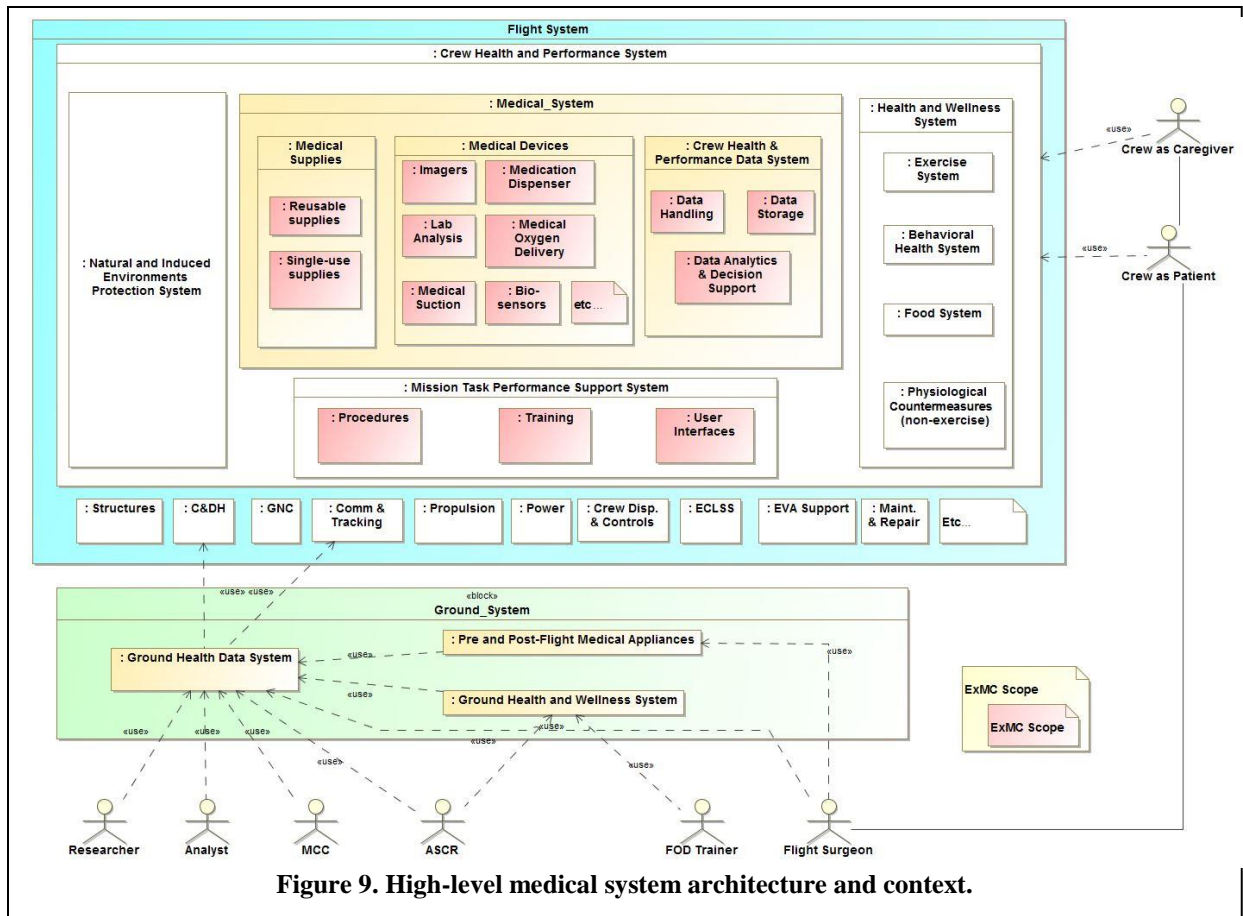 Flight System
: Crew Health and Performance System
: Natural and Induced
Environments
Protection System
: Medical_System
: Medical
Supplies
: Reusable
supplies
: Single-use
supplies
: Medical Devices
: Imagers
: Medication
Dispenser
: Lab
Analysis
: Medical
Oxygen
Delivery
: Medical
Suction
: Bio-
sensors
etc...
: Crew Health &
Performance Data System
: Data
Handling
: Data
Storage
: Data Analytics
& Decision
Support
: Health and Wellness
System
: Exercise
System
: Behavioral
Health System
: Food System
: Physiological
Countermeasures
(non-exercise)
: Mission Task Performance Support System
: Procedures
: Training
: User
Interfaces
«use»
Crew as Caregiver
«use»
Crew as Patient
: Structures
: C&DH
: GNC
: Comm &
Tracking
: Propulsion
: Power
: Crew Disp.
& Controls
: ECLSS
: EVA Support
: Maint.
& Repair
Etc...
«use» «use»
«block»
Ground_System
: Ground Health Data System
: Pre and Post-Flight Medical Appliances
«use»
«use»
: Ground Health and Wellness System
«use»
«use»
«use»
«use»
«use»
«use»
«use»
«use»
ExMC Scope
ExMC Scope
Researcher
Analyst
MCC
ASCR
FOD Trainer
Flight Surgeon
Figure 9. High-level medical system architecture and context.